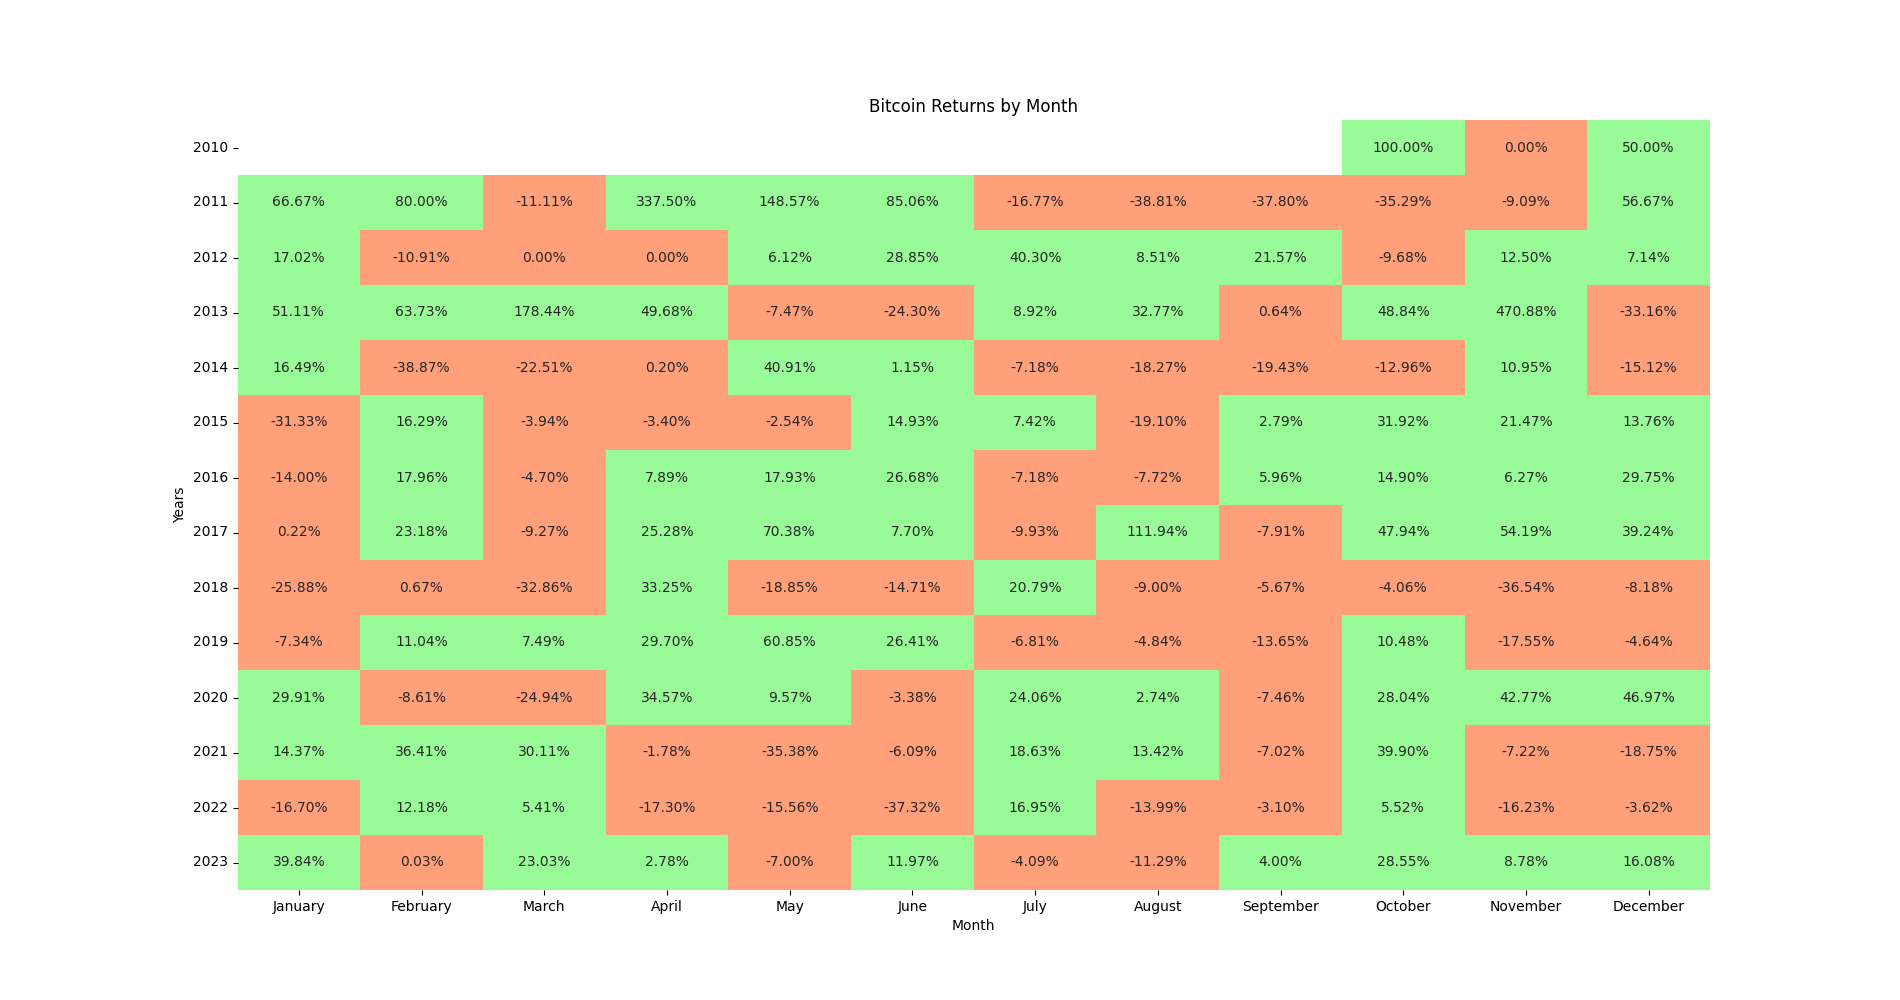 Bitcoin Returns by Month
2010 100.00% 0.00% 50.00%
2011 66.67% 80.00% -11.11% 337.50% 148.57% 85.06% -16.77% -38.81% -37.80% -35.29% -9.09% 56.67%
2012 17.02% -10.91% 0.00% 0.00% 6.12% 28.85% 40.30% 8.51% 21.57% -9.68% 12.50% 7.14%
2013 51.11% 63.73% 178.44% 49.68% -7.47% -24.30% 8.92% 32.77% 0.64% 48.84% 470.88% -33.16%
2014 16.49% -38.87% -22.51% 0.20% 40.91% 1.15% -7.18% -18.27% -19.43% -12.96% 10.95% -15.12%
2015 -31.33% 16.29% -3.94% -3.40% -2.54% 14.93% 7.42% -19.10% 2.79% 31.92% 21.47% 13.76%
2016 -14.00% 17.96% -4.70% 7.89% 17.93% 26.68% -7.18% -7.72% 5.96% 14.90% 6.27% 29.75%
Years
2017 0.22% 23.18% -9.27% 25.28% 70.38% 7.70% -9.93% 111.94% -7.91% 47.94% 54.19% 39.24%
2018 -25.88% 0.67% -32.86% 33.25% -18.85% -14.71% 20.79% -9.00% -5.67% -4.06% -36.54% -8.18%
2019 -7.34% 11.04% 7.49% 29.70% 60.85% 26.41% -6.81% -4.84% -13.65% 10.48% -17.55% -4.64%
2020 29.91% -8.61% -24.94% 34.57% 9.57% -3.38% 24.06% 2.74% -7.46% 28.04% 42.77% 46.97%
2021 14.37% 36.41% 30.11% -1.78% -35.38% -6.09% 18.63% 13.42% -7.02% 39.90% -7.22% -18.75%
2022 -16.70% 12.18% 5.41% -17.30% -15.56% -37.32% 16.95% -13.99% -3.10% 5.52% -16.23% -3.62%
2023 39.84% 0.03% 23.03% 2.78% -7.00% 11.97% -4.09% -11.29% 4.00% 28.55% 8.78% 16.08%
January February March April May June July August September October November December
Month